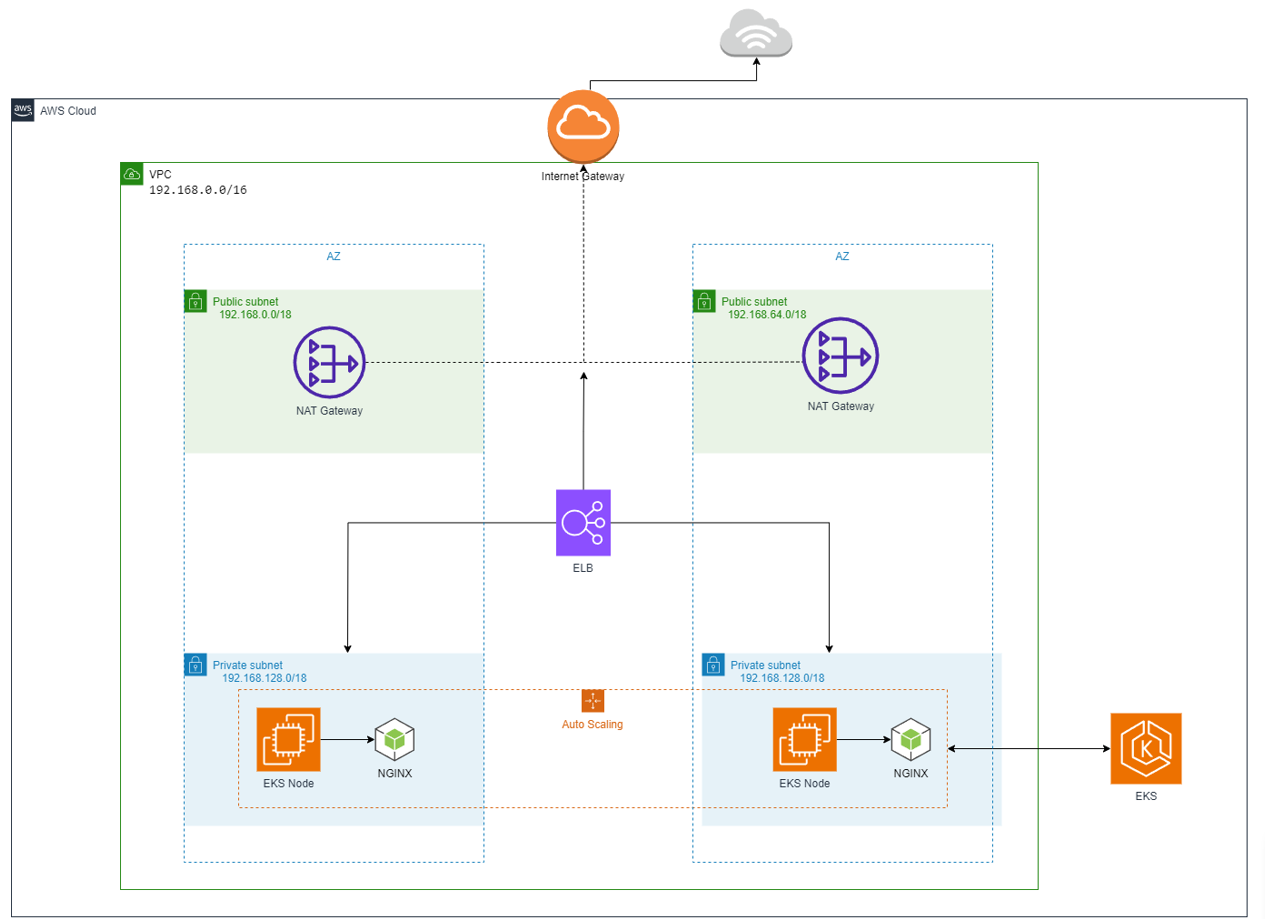 aws
AWS Cloud
Internet Gateway
VPC
192.168.0.0/16
AZ
AZ
Public subnet
192.168.0.0/18
Public subnet
192.168.64.0/18
NAT Gateway
NAT Gateway
ELB
Private subnet
192.168.128.0/18
Private subnet
192.168.128.0/18
Auto Scaling
EKS Node
NGINX
EKS Node
NGINX
K
EKS